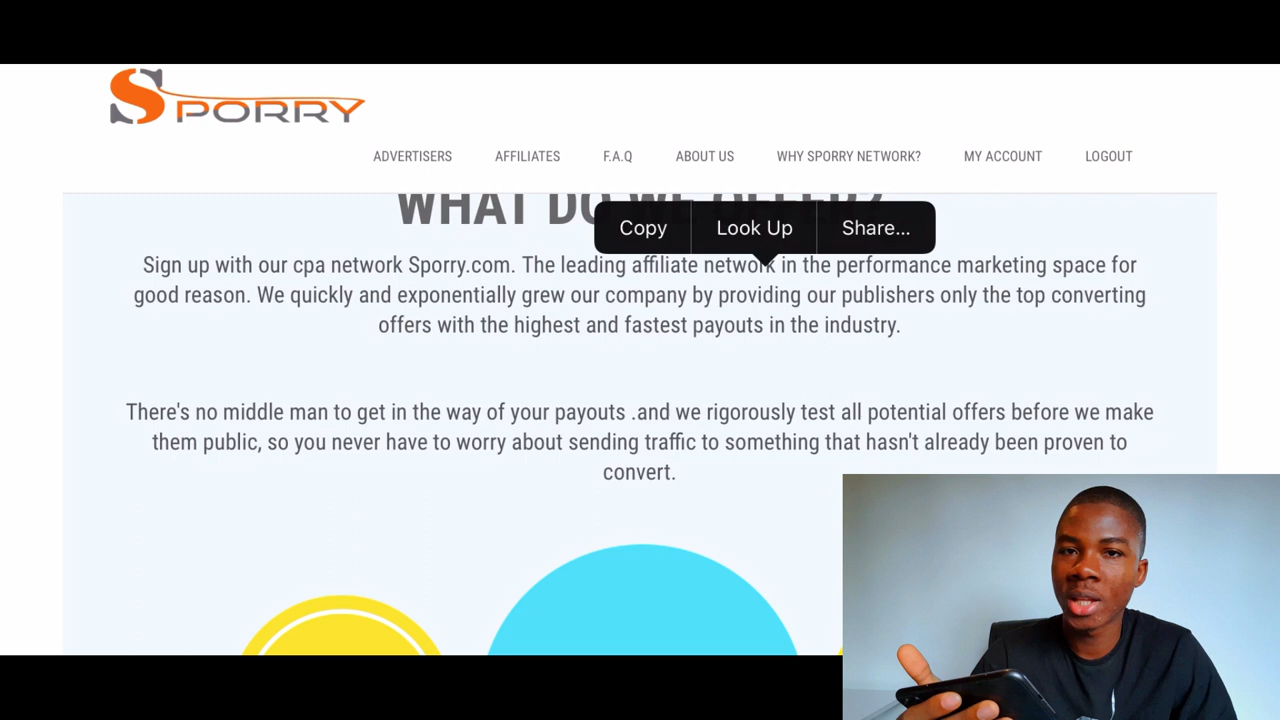 SPORRY
ADVERTISERS AFFILIATES F.A.Q ABOUT US WHY SPORRY NETWORK? MY ACCOUNT LOGOUT
WHAT DO WE OFFER?
Copy Look Up Share...
Sign up with our cpa network Sporry.com. The leading affiliate network in the performance marketing space for
good reason. We quickly and exponentially grew our company by providing our publishers only the top converting
offers with the highest and fastest payouts in the industry.
There's no middle man to get in the way of your payouts .and we rigorously test all potential offers before we make
them public, so you never have to worry about sending traffic to something that hasn't already been proven to
convert.